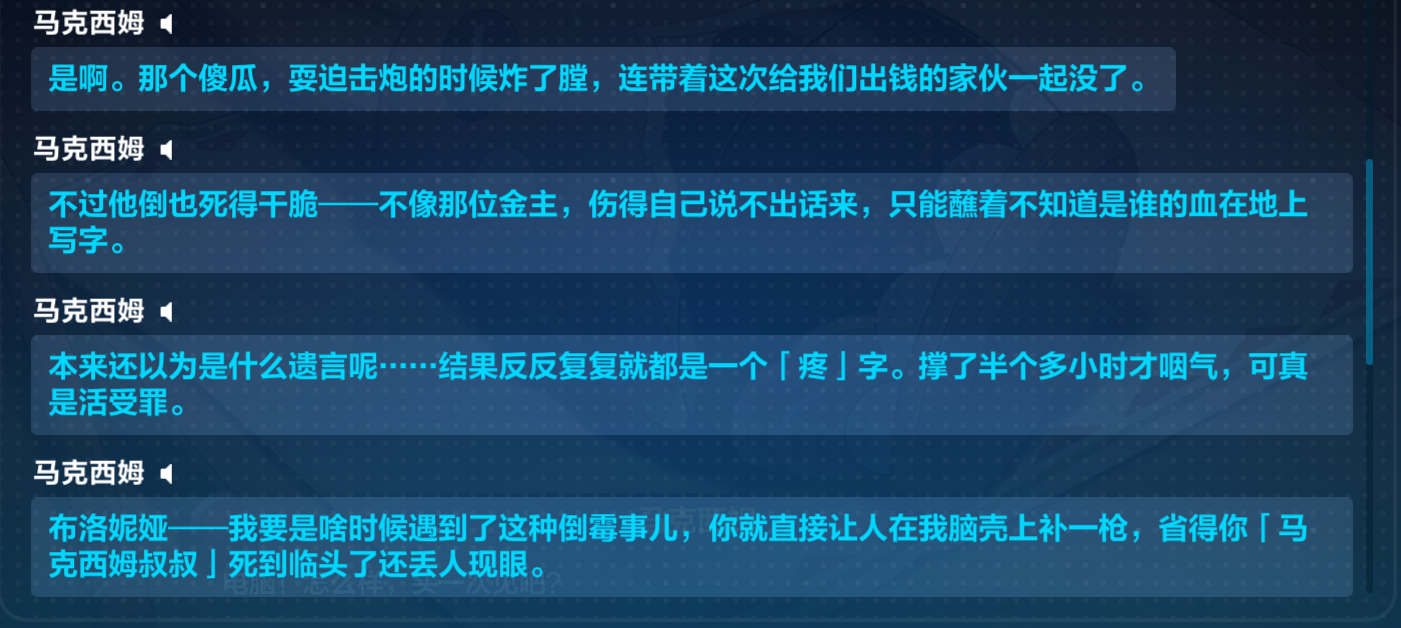 马克西姆
是啊。那个傻瓜，耍迫击炮的时候炸了膛，连带着这次给我们出钱的家伙一起没了。
马克西姆
不过他倒也死得干脆——不像那位金主，伤得自己说不出话来，只能蘸着不知道是谁的血在地上
写字。
马克西姆
本来还以为是什么遗言呢……结果反反复复就都是一个「疼」字。撑了半个多小时才咽气，可真
是活受罪。
马克西姆
布洛妮娅——我要是啥时候遇到了这种倒霉事儿，你就直接让人在我脑壳上补一枪，省得你「马
克西姆叔叔」死到临头了还丢人现眼。